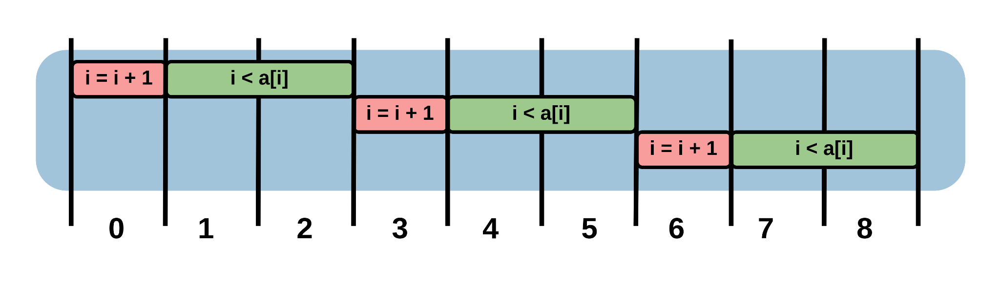 i = i + 1 i < a[i]
i = i + 1 i < a[i]
i = i + 1 i < a[i]
0 1 2 3 4 5 6 7 8